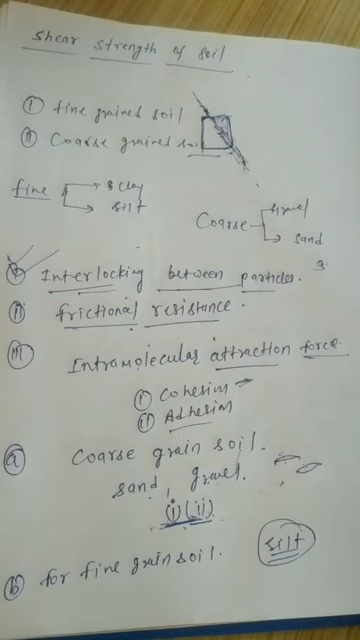 Shear Strength of Soil
(i) fine grained soil
(ii) Coarse grained soi
fine → clay
→ silt
Coarse → Gravel
→ sand
(i) Interlocking between particles.
(ii) frictional resistance.
(iii) Intramolecular attraction force.
(i) Cohesion →
(ii) Adhesion
(a) Coarse grain soil.
sand, gravel.
(i) (ii)
(b) for fine grain soil. silt